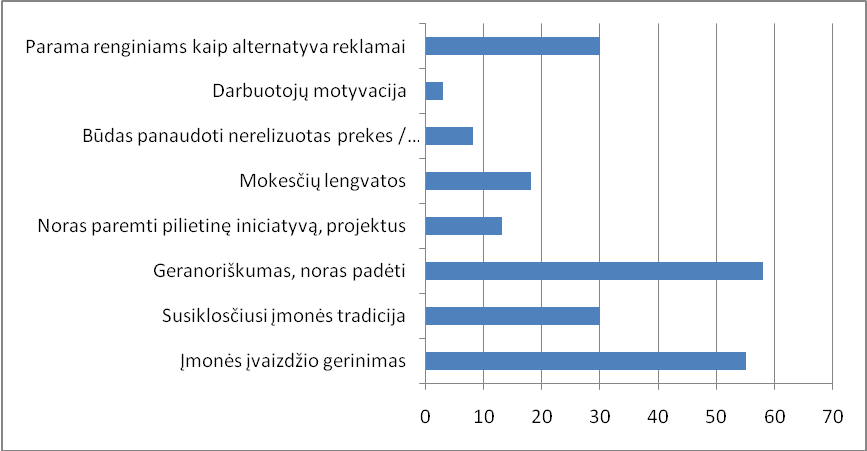 Parama renginiams kaip alternatyva reklamai
Darbuotojų motyvacija
Būdas panaudoti nerelizuotas prekes /...
Mokesčių lengvatos
Noras paremti pilietinę iniciatyvą, projektus
Geranoriškumas, noras padėti
Susiklosčiusi įmonės tradicija
Įmonės įvaizdžio gerinimas
0 10 20 30 40 50 60 70